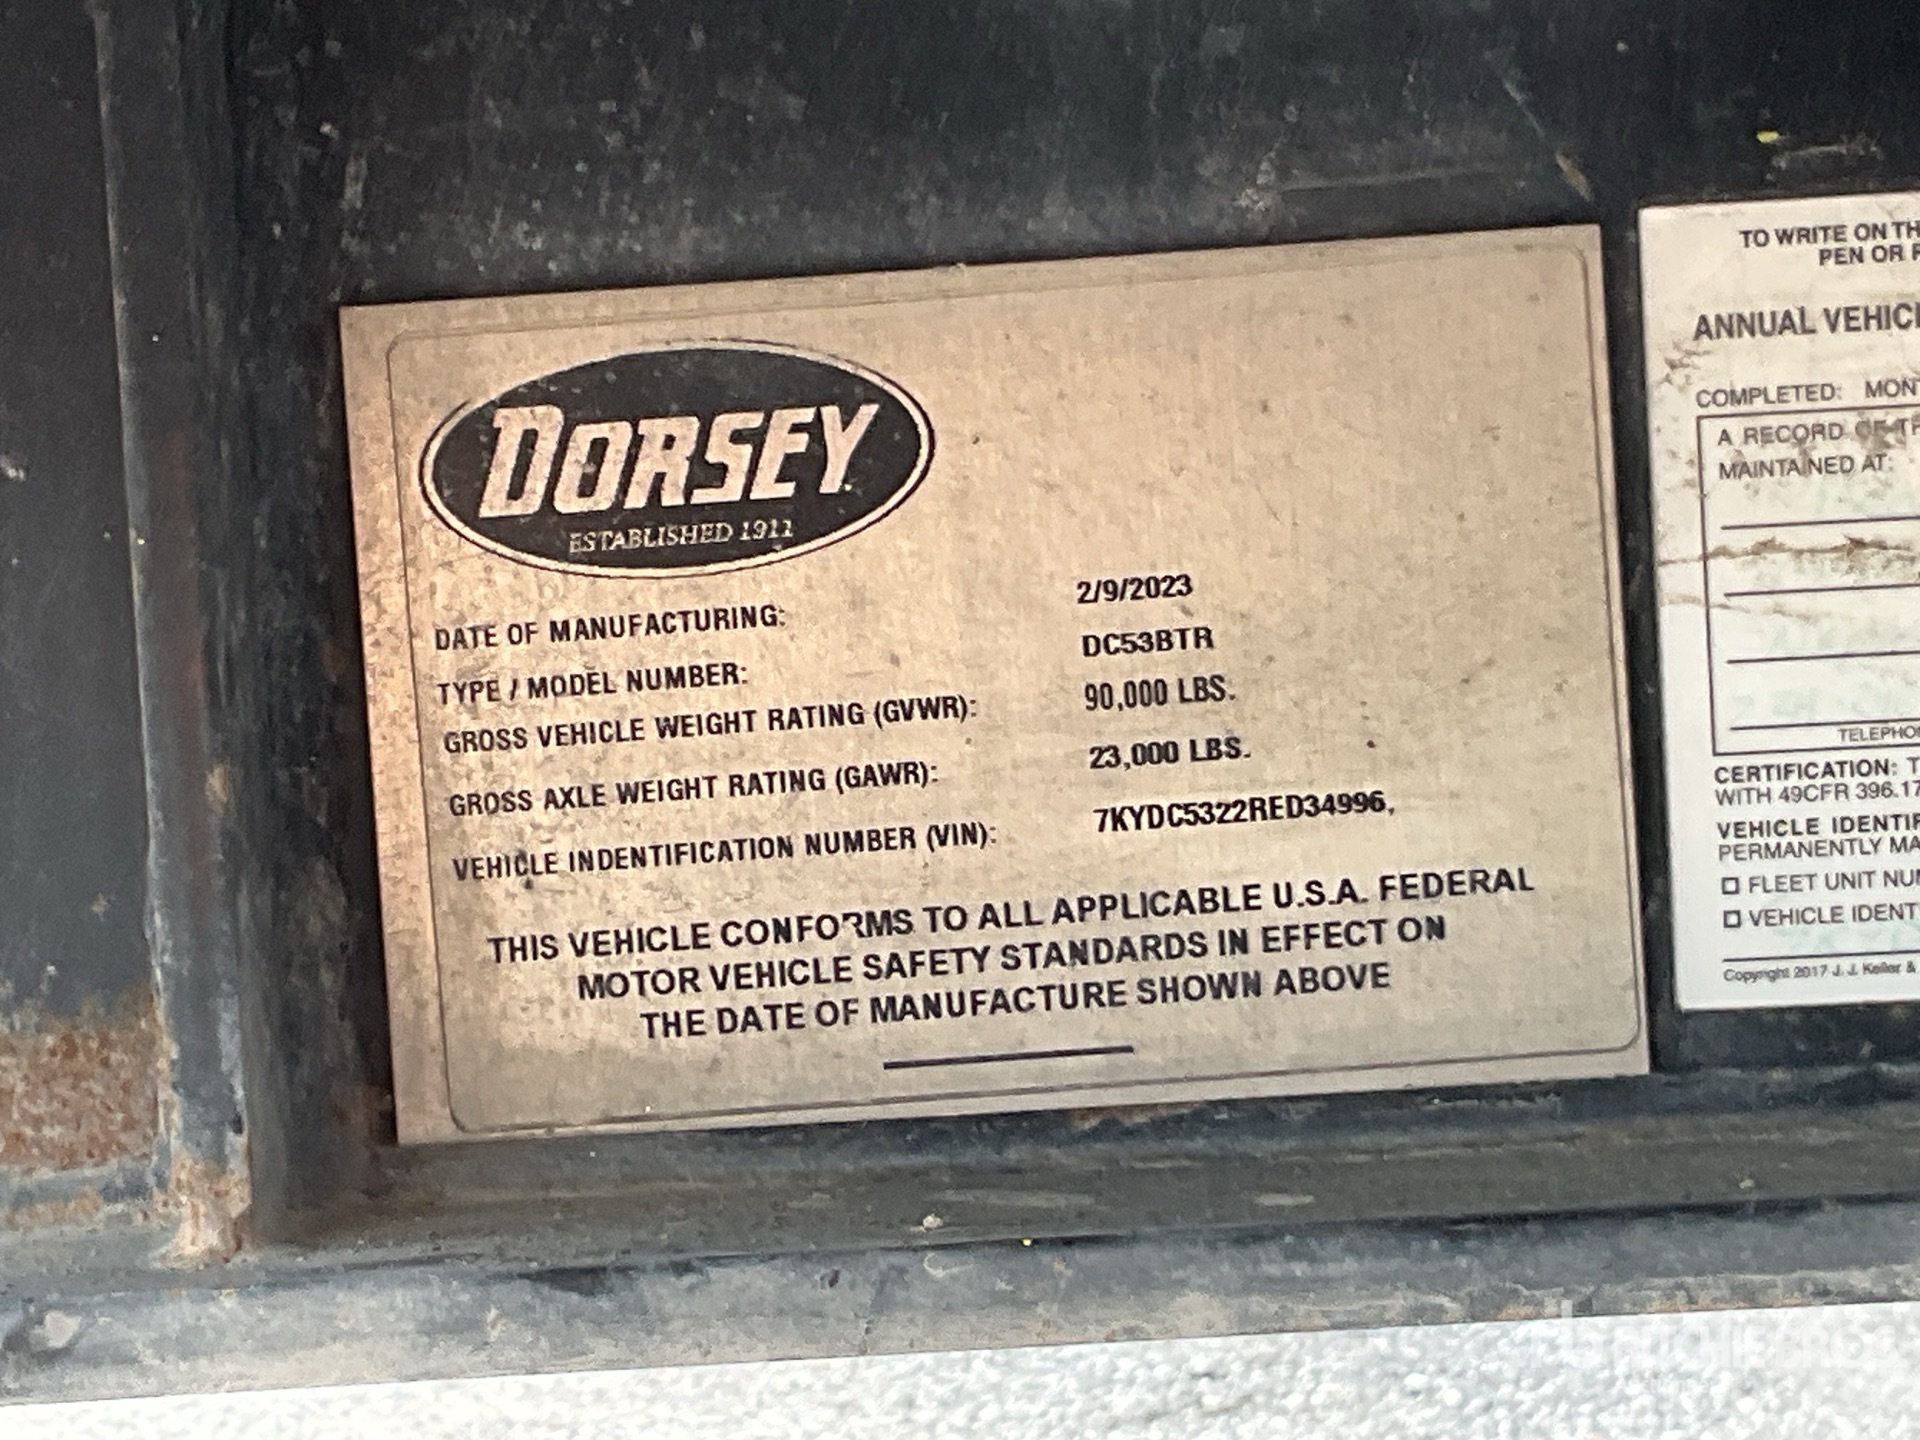 DORSEY
ESTABLISHED 1911
DATE OF MANUFACTURING: 2/9/2023
TYPE / MODEL NUMBER: DC53BTR
GROSS VEHICLE WEIGHT RATING (GVWR): 90,000 LBS.
GROSS AXLE WEIGHT RATING (GAWR): 23,000 LBS.
VEHICLE INDENTIFICATION NUMBER (VIN): 7KYDC5322RED34996,
THIS VEHICLE CONFORMS TO ALL APPLICABLE U.S.A. FEDERAL
MOTOR VEHICLE SAFETY STANDARDS IN EFFECT ON
THE DATE OF MANUFACTURE SHOWN ABOVE
TO WRITE ON TH
PEN OR
ANNUAL VEHIC
COMPLETED: MON
A RECORD OF
MAINTAINED AT:
TELEPHO
CERTIFICATION: T
WITH 49CFR 396.17
VEHICLE IDENTIF
PERMANENTLY MA
FLEET UNIT NU
VEHICLE IDENT
Copyright 2017 J. J. Keller &
RITCHIE BROS